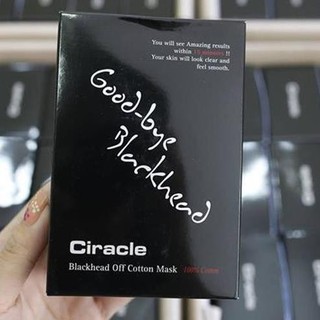 You will see Amazing results
within 15 minutes !!
Your skin will look clear and
feel smooth.
Good-bye
Blackhead
Ciracle
Blackhead Off Cotton Mask 100% Cotton